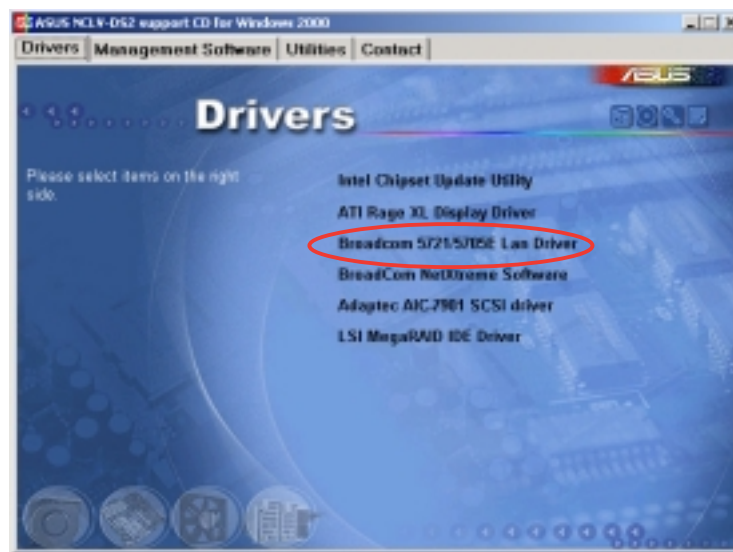 ASUS NCLV-DS2 support CD for Windows 2000
Drivers Management Software Utilities Contact
ASUS
Drivers
Please select items on the right
side.
Intel Chipset Update Utility
ATI Rage XL Display Driver
Broadcom 5721/5705E Lan Driver
BroadCom NetXtreme Software
Adaptec AIC-7901 SCSI driver
LSI MegaRAID IDE Driver